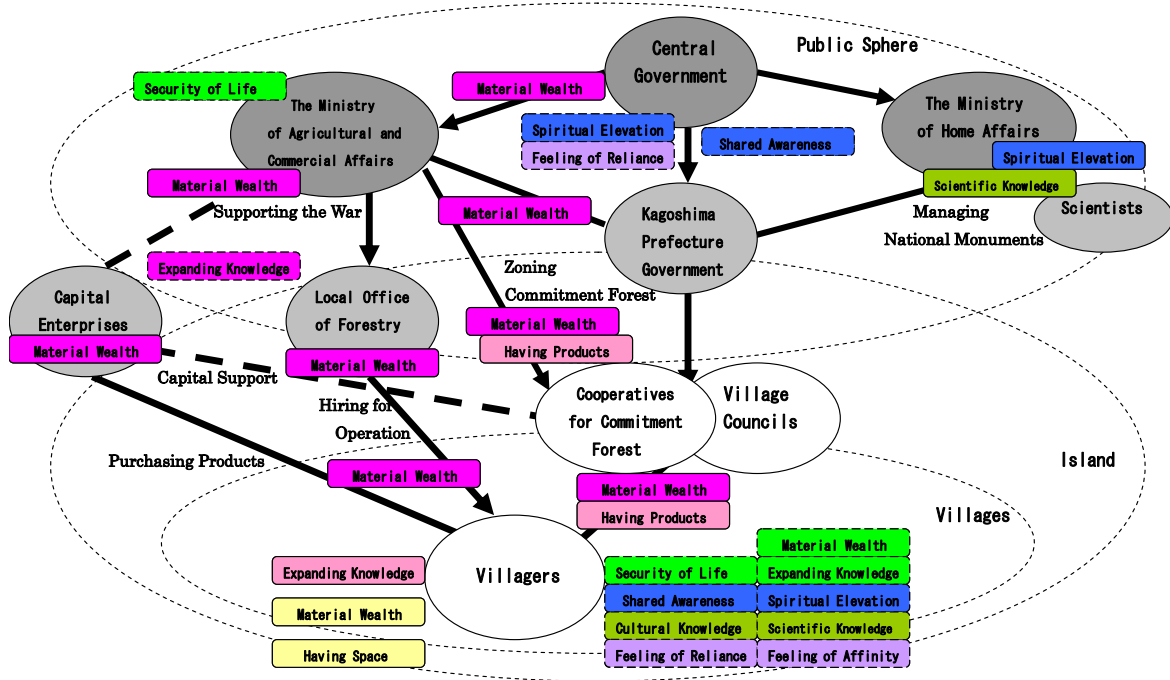 Central
Government
Public Sphere
Security of Life
Material Wealth
The Ministry
of Agricultural and
Commercial Affairs
The Ministry
of Home Affairs
Spiritual Elevation
Feeling of Reliance
Shared Awareness
Spiritual Elevation
Scientific Knowledge
Material Wealth
Supporting the War
Material Wealth
Kagoshima
Prefecture
Government
Managing
National Monuments
Scientists
Expanding Knowledge
Zoning
Commitment Forest
Capital
Enterprises
Material Wealth
Local Office
of Forestry
Material Wealth
Material Wealth
Having Products
Capital Support
Hiring for
Operation
Cooperatives
for Commitment
Forest
Village
Councils
Purchasing Products
Material Wealth
Island
Material Wealth
Having Products
Villages
Villagers
Expanding Knowledge
Material Wealth
Having Space
Material Wealth
Security of Life
Expanding Knowledge
Shared Awareness
Spiritual Elevation
Cultural Knowledge
Scientific Knowledge
Feeling of Reliance
Feeling of Affinity